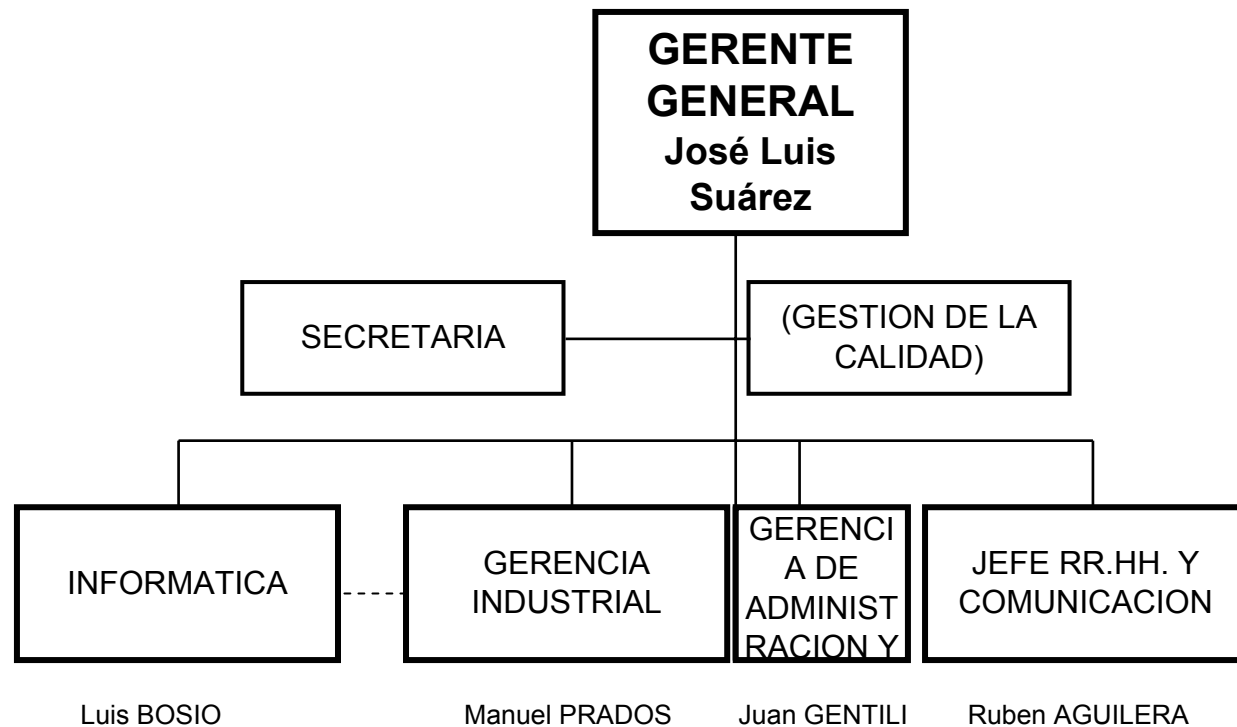 GERENTE
GENERAL
José Luis
Suárez
SECRETARIA
(GESTION DE LA
CALIDAD)
INFORMATICA
GERENCIA
INDUSTRIAL
GERENCI
A DE
ADMINIST
RACION Y
JEFE RR.HH. Y
COMUNICACION
Luis BOSIO
Manuel PRADOS
Juan GENTILI
Ruben AGUILERA